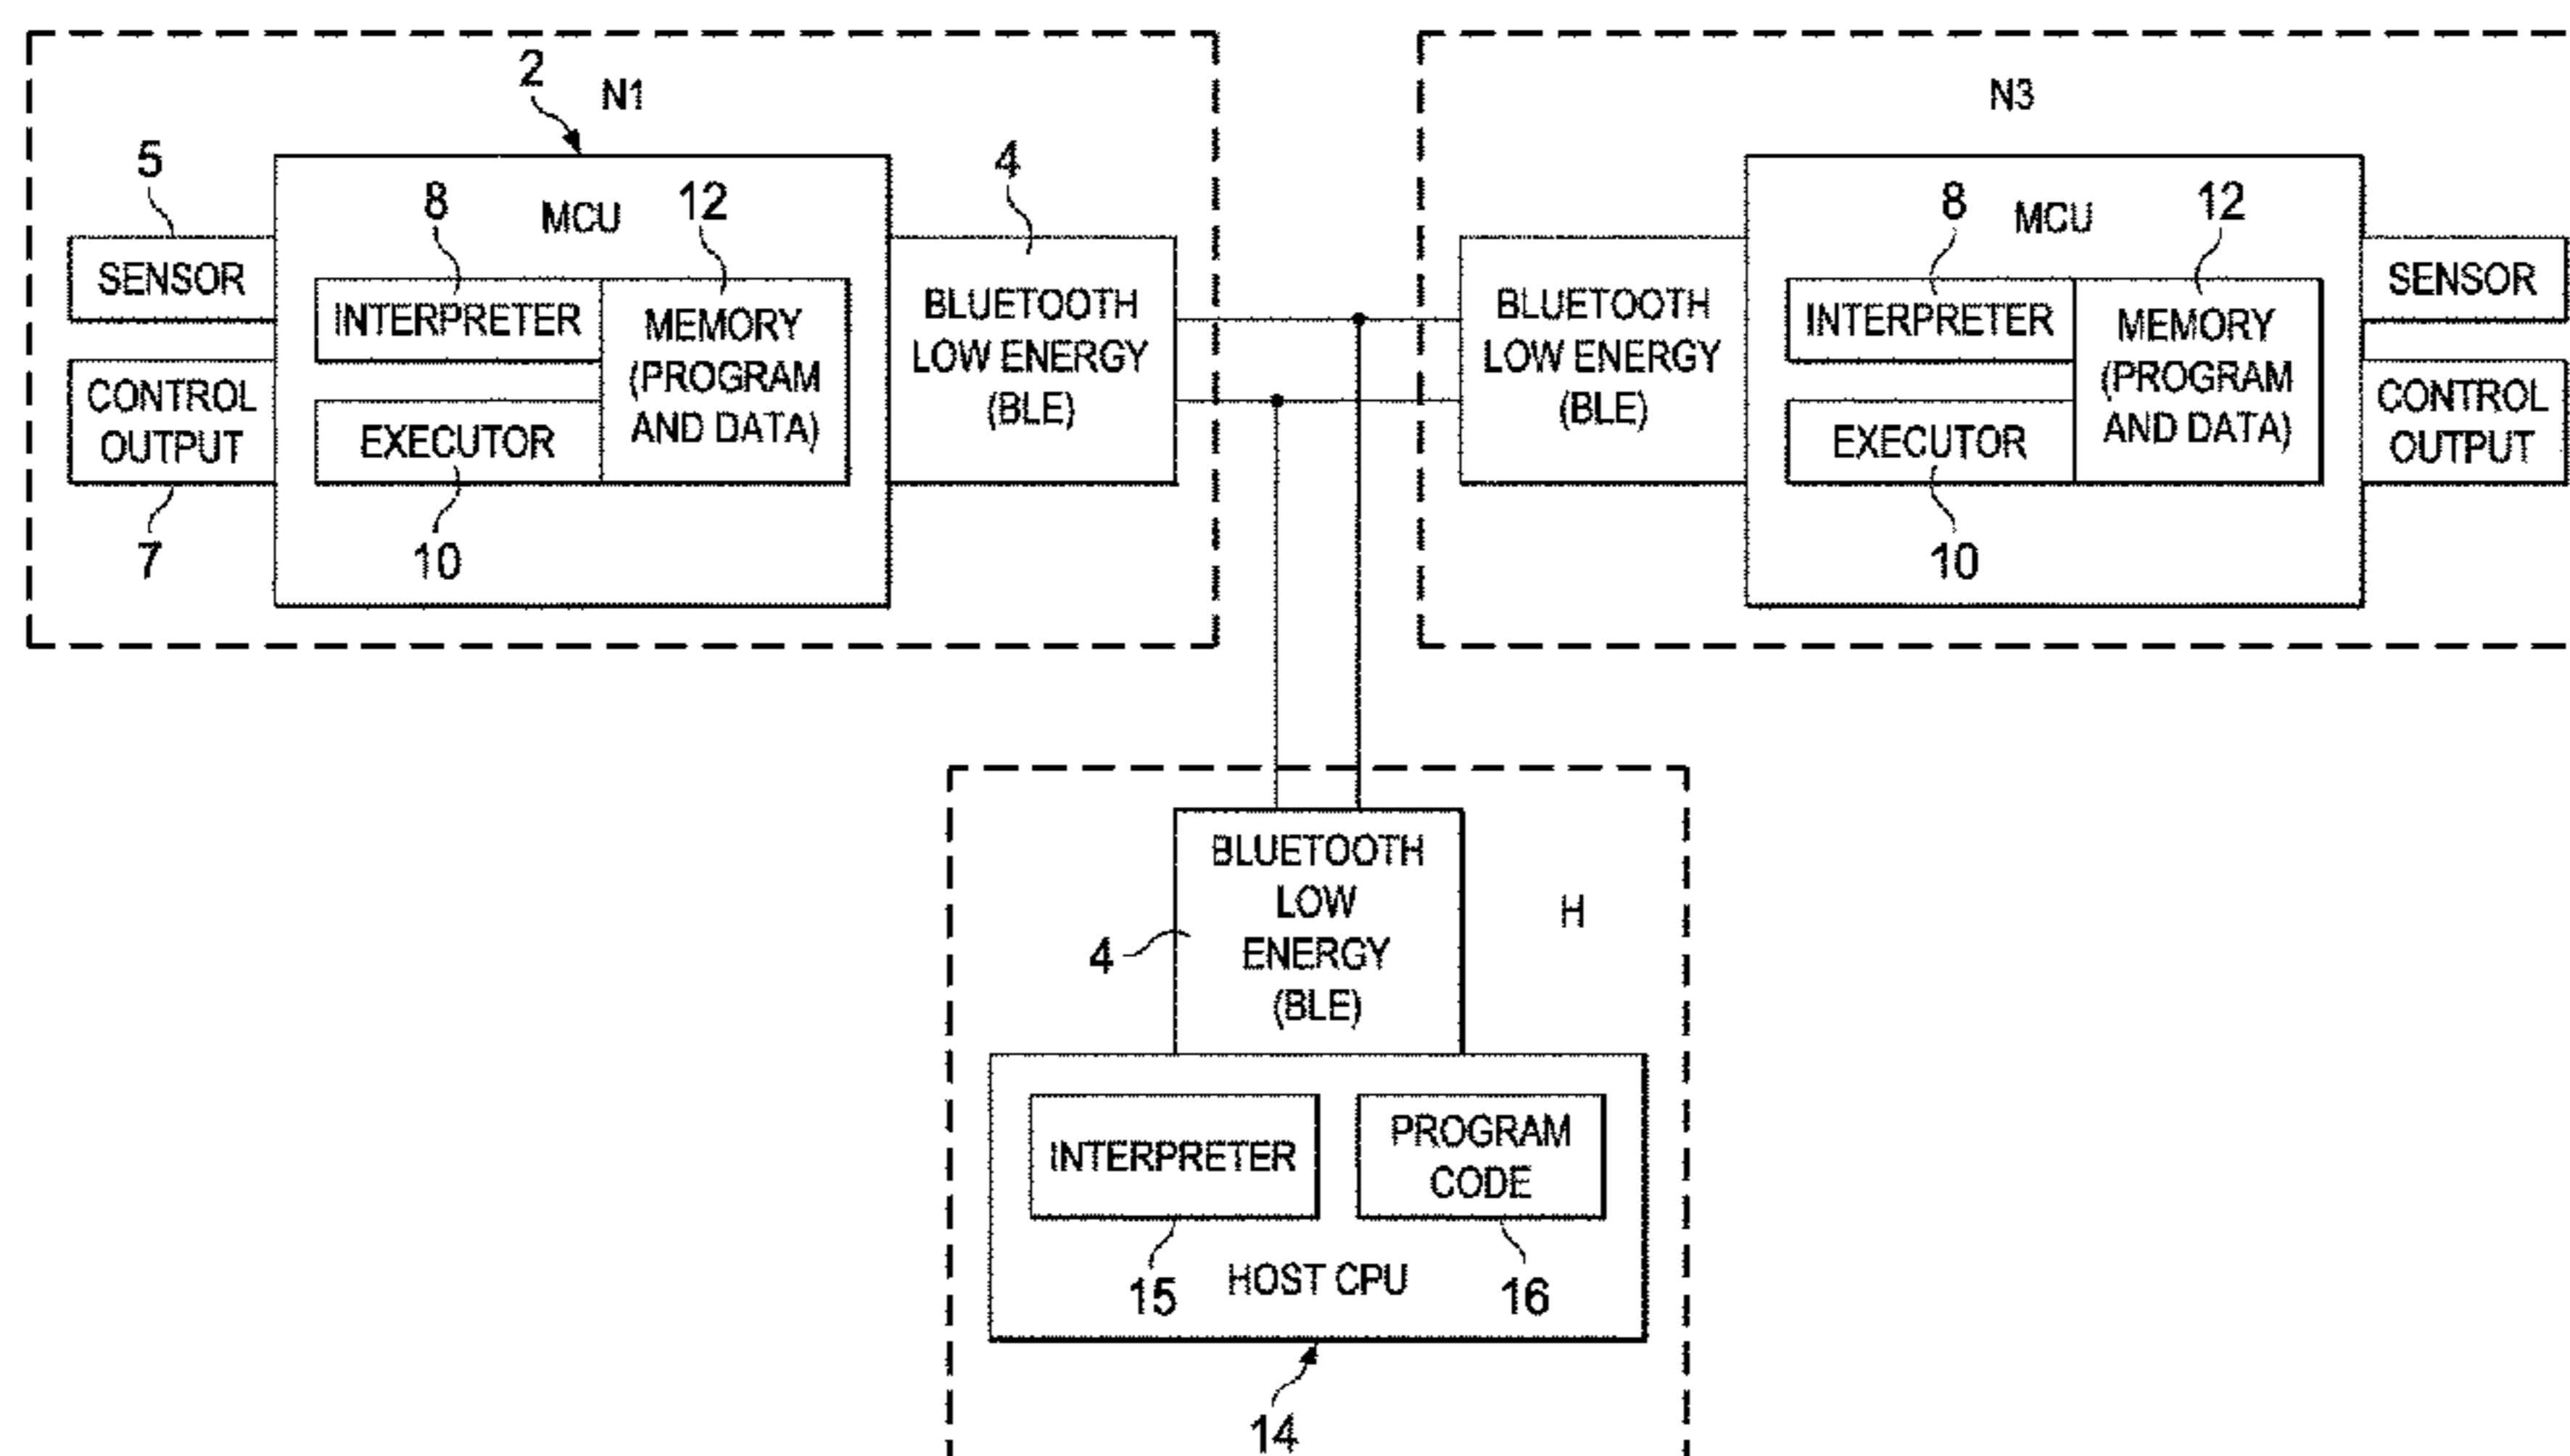 2
N1
5
8
MCU
12
4
SENSOR
INTERPRETER
MEMORY
(PROGRAM
AND DATA)
BLUETOOTH
LOW ENERGY
(BLE)
CONTROL
OUTPUT
EXECUTOR
7
10
N3
8
MCU
12
BLUETOOTH
LOW ENERGY
(BLE)
INTERPRETER
MEMORY
(PROGRAM
AND DATA)
SENSOR
EXECUTOR
CONTROL
OUTPUT
10
BLUETOOTH
LOW
ENERGY
(BLE)
H
4
INTERPRETER
PROGRAM
CODE
15
HOST CPU
16
14